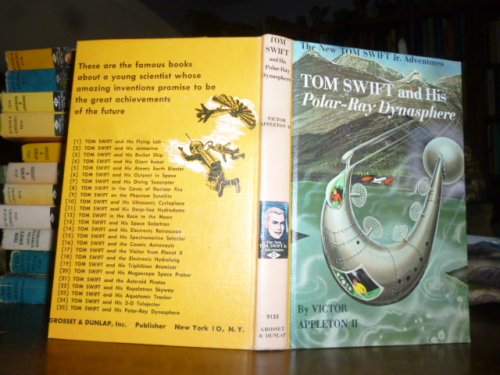 These are the famous books
about a young scientist whose
amazing inventions promise to be
the great achievements
of the future
[1] TOM SWIFT and His Flying Lab
[2] TOM SWIFT and His Jetmarine
[3] TOM SWIFT and His Rocket Ship
[4] TOM SWIFT and His Giant Robot
[5] TOM SWIFT and His Atomic Earth Blaster
[6] TOM SWIFT and His Outpost in Space
[7] TOM SWIFT and His Diving Seacopter
[8] TOM SWIFT in the Caves of Nuclear Fire
[9] TOM SWIFT on the Phantom Satellite
[10] TOM SWIFT and His Ultrasonic Cycloplane
[11] TOM SWIFT and His Deep-Sea Hydrodome
[12] TOM SWIFT in the Race to the Moon
[13] TOM SWIFT and His Space Solartron
[14] TOM SWIFT and His Electronic Retroscope
[15] TOM SWIFT and His Spectromarine Selector
[16] TOM SWIFT and the Cosmic Astronauts
[17] TOM SWIFT and the Visitor from Planet X
[18] TOM SWIFT and the Electronic Hydrolung
[19] TOM SWIFT and His Triphibian Atomicar
[20] TOM SWIFT and His Megascope Space Prober
[21] TOM SWIFT and the Asteroid Pirates
[22] TOM SWIFT and His Repelatron Skyway
[23] TOM SWIFT and His Aquatomic Tracker
[24] TOM SWIFT and His 3-D Telejector
[25] TOM SWIFT and His Polar-Ray Dynasphere
GROSSET & DUNLAP, Inc. Publisher New York 10, N. Y.
TOM
SWIFT
and His
Polar-Ray
Dynasphere
VICTOR
APPLETON II
The New
TOM SWIFT Jr.
Adventures
9125
GROSSET
& DUNLAP
The New TOM SWIFT Jr. Adventures
TOM SWIFT and His
Polar-Ray Dynasphere
By VICTOR
APPLETON II